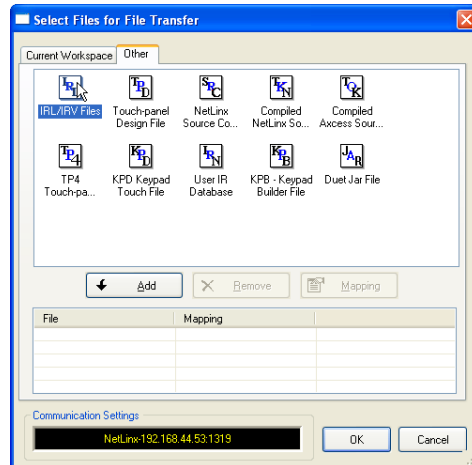 Select Files for File Transfer
Current Workspace Other
IRL/IRV Files
Touch-panel
Design File
NetLinx
Source Co...
Compiled
NetLinx So...
Compiled
Axcess Sour...
TP4
Touch-pa...
KPD Keypad
Touch File
User IR
Database
KPB - Keypad
Builder File
Duet Jar File
Add Remove Mapping
File Mapping
Communication Settings
NetLinx-192.168.44.53:1319
OK Cancel